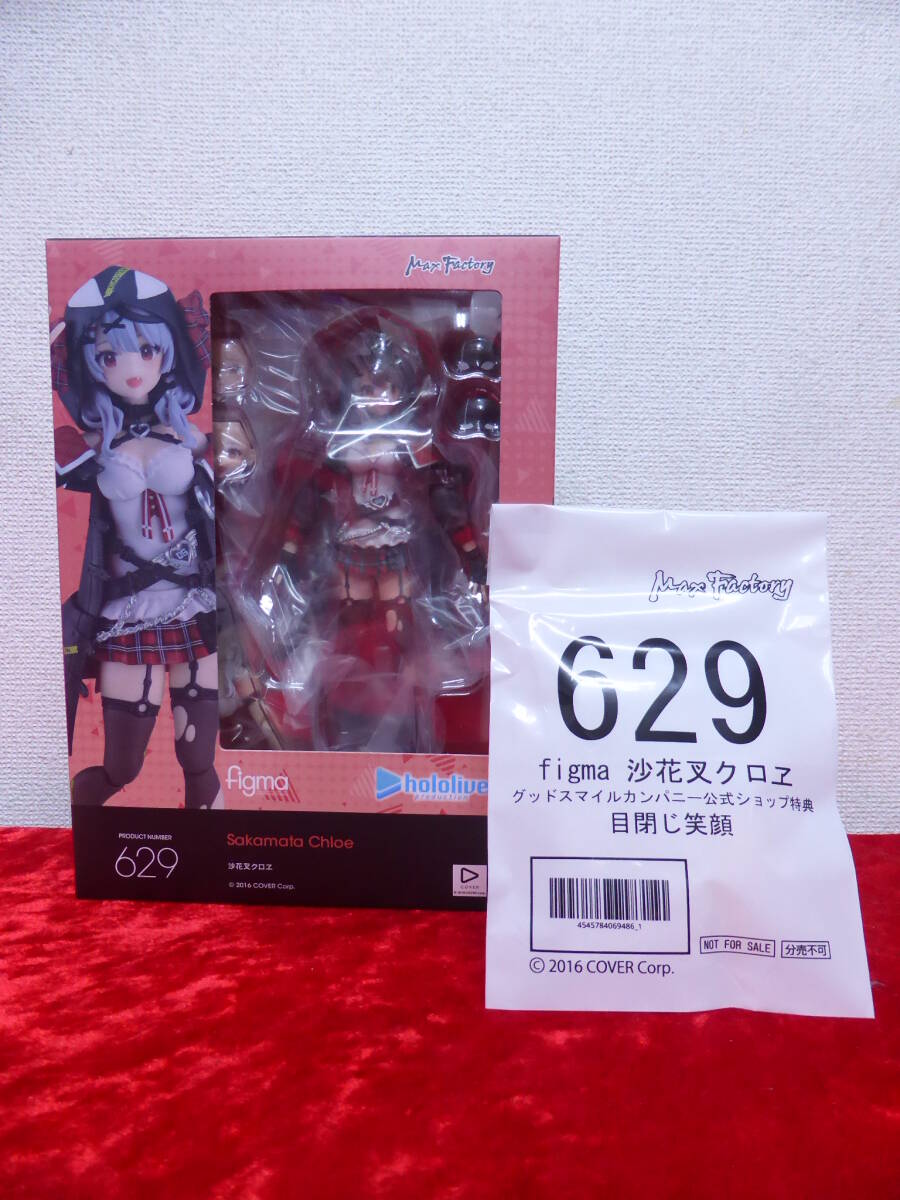 Max Factory
figma
hololive
production
PRODUCT NUMBER
629
Sakamata Chloe
沙花叉クロヱ
© 2016 COVER Corp.
COVER
Max Factory
629
figma 沙花叉クロヱ
グッドスマイルカンパニー公式ショップ特典
目閉じ笑顔
4545784069486_1
NOT FOR SALE
分売不可
© 2016 COVER Corp.